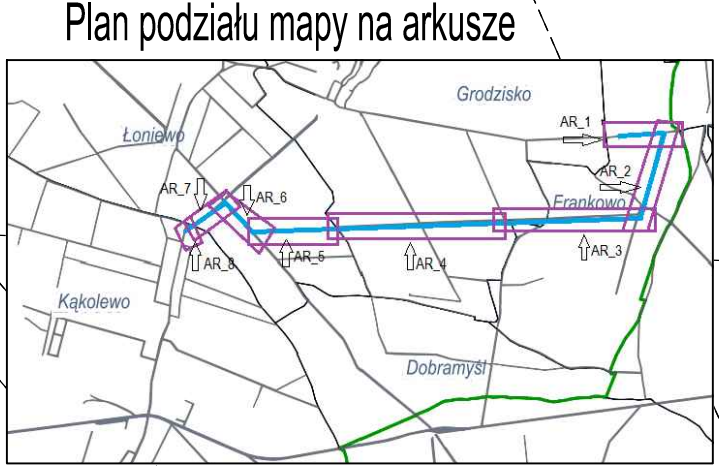 Plan podziału mapy na arkusze
Grodzisko
AR_1
Łoniewo
AR_2
AR_7
AR_6
Frankowo
AR_3
AR_8
AR_5
AR_4
Kąkolewo
Dobramyśl